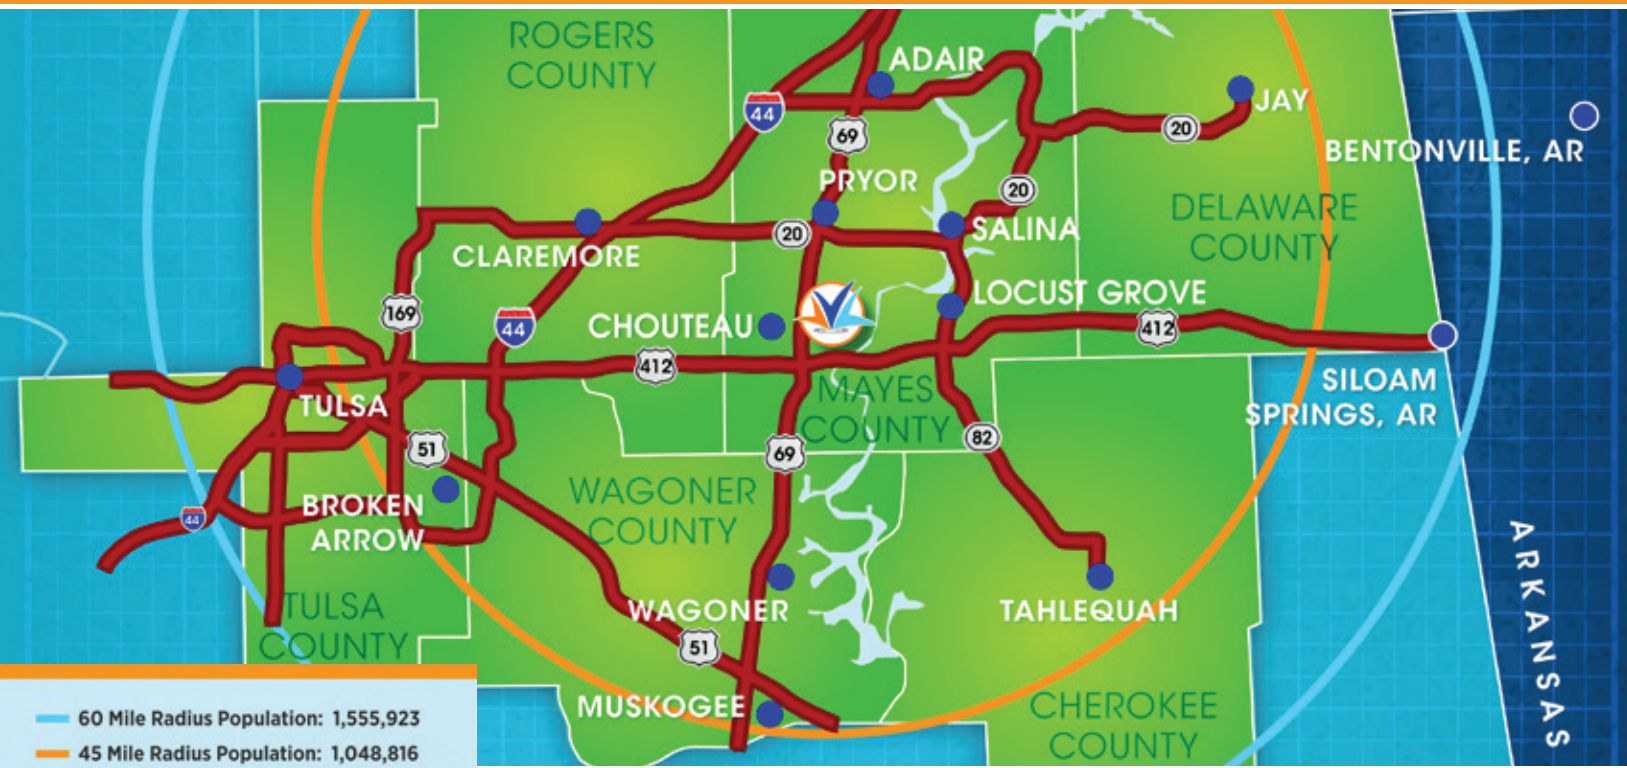 ROGERS
COUNTY
ADAIR
44
69
JAY
20
BENTONVILLE, AR
PRYOR
20
DELAWARE
COUNTY
CLAREMORE
20
SALINA
169
44
CHOUTEAU
LOCUST GROVE
412
412
TULSA
MAYES
COUNTY
SILOAM
SPRINGS, AR
51
69
82
BROKEN
ARROW
44
WAGONER
COUNTY
TULSA
COUNTY
WAGONER
TAHLEQUAH
51
MUSKOGEE
CHEROKEE
COUNTY
ARKANSAS
60 Mile Radius Population: 1,555,923
45 Mile Radius Population: 1,048,816